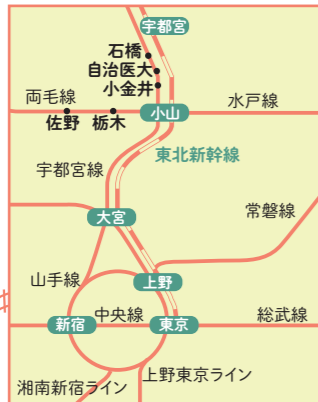 宇都宮
石橋
自治医大
小金井
両毛線
水戸線
佐野 栃木
小山
宇都宮線
東北新幹線
大宮
常磐線
山手線
上野
新宿
中央線
東京
総武線
湘南新宿ライン
上野東京ライン